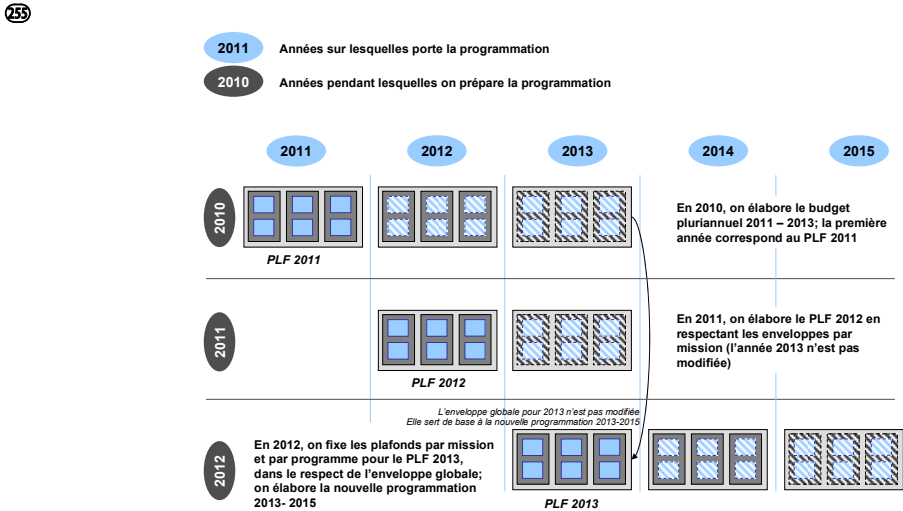 255
2011 Années sur lesquelles porte la programmation
2010 Années pendant lesquelles on prépare la programmation
2011 2012 2013 2014 2015
2010
En 2010, on élabore le budget
pluriannuel 2011 – 2013; la première
année correspond au PLF 2011
PLF 2011
2011
En 2011, on élabore le PLF 2012 en
respectant les enveloppes par
mission (l'année 2013 n'est pas
modifiée)
PLF 2012
L'enveloppe globale pour 2013 n'est pas modifiée
Elle sert de base à la nouvelle programmation 2013-2015
2012
En 2012, on fixe les plafonds par mission
et par programme pour le PLF 2013,
dans le respect de l'enveloppe globale;
on élabore la nouvelle programmation
2013- 2015
PLF 2013